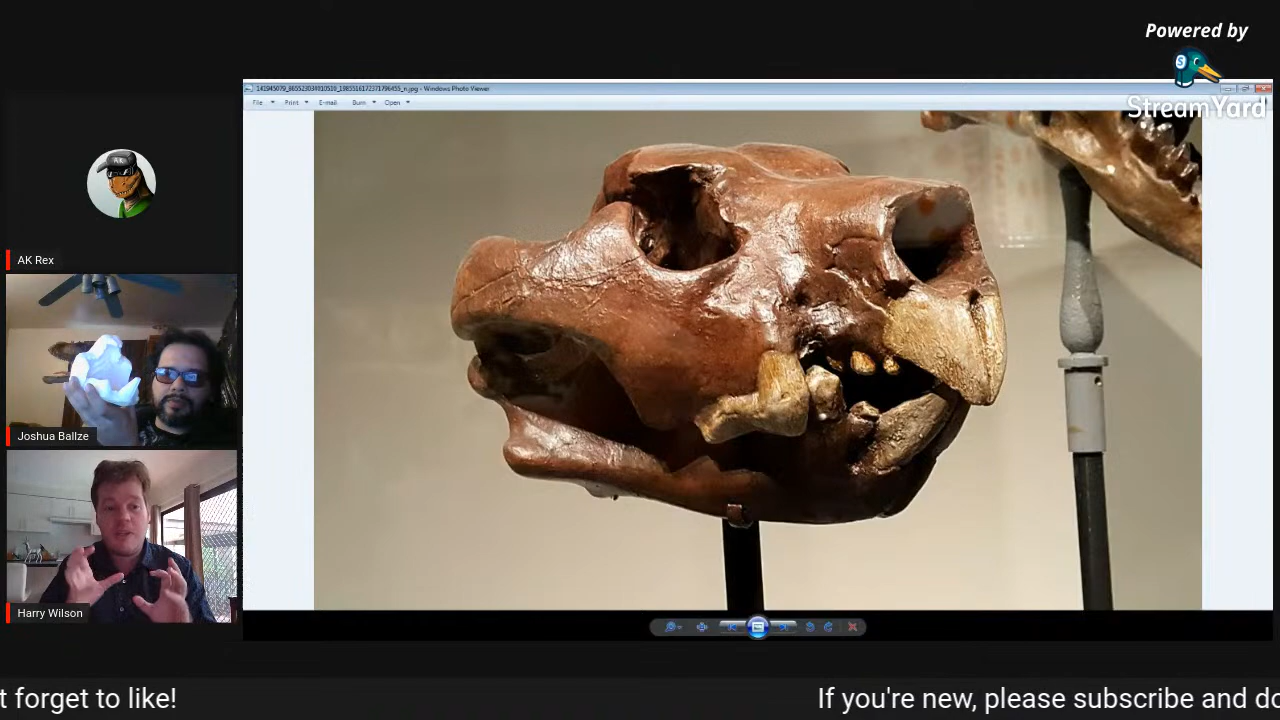 Powered by
StreamYard
File Print E-mail Burn Open
AK Rex
Joshua Ballze
Harry Wilson
t forget to like!
If you're new, please subscribe and do